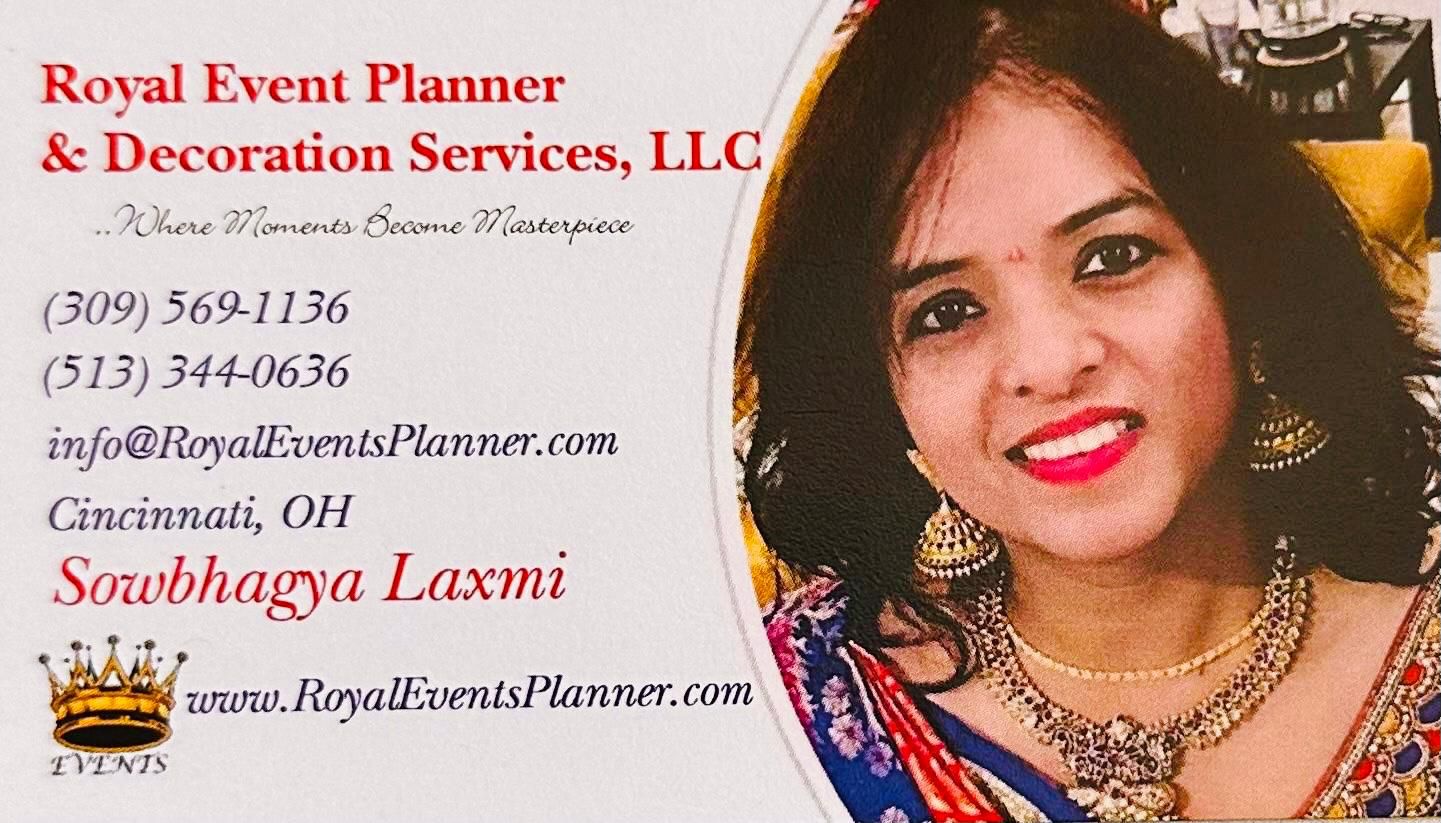 Royal Event Planner
& Decoration Services, LLC
..Where Moments Become Masterpiece
(309) 569-1136
(513) 344-0636
info@RoyalEventsPlanner.com
Cincinnati, OH
Sowbhagya Laxmi
www.RoyalEventsPlanner.com
EVENTS